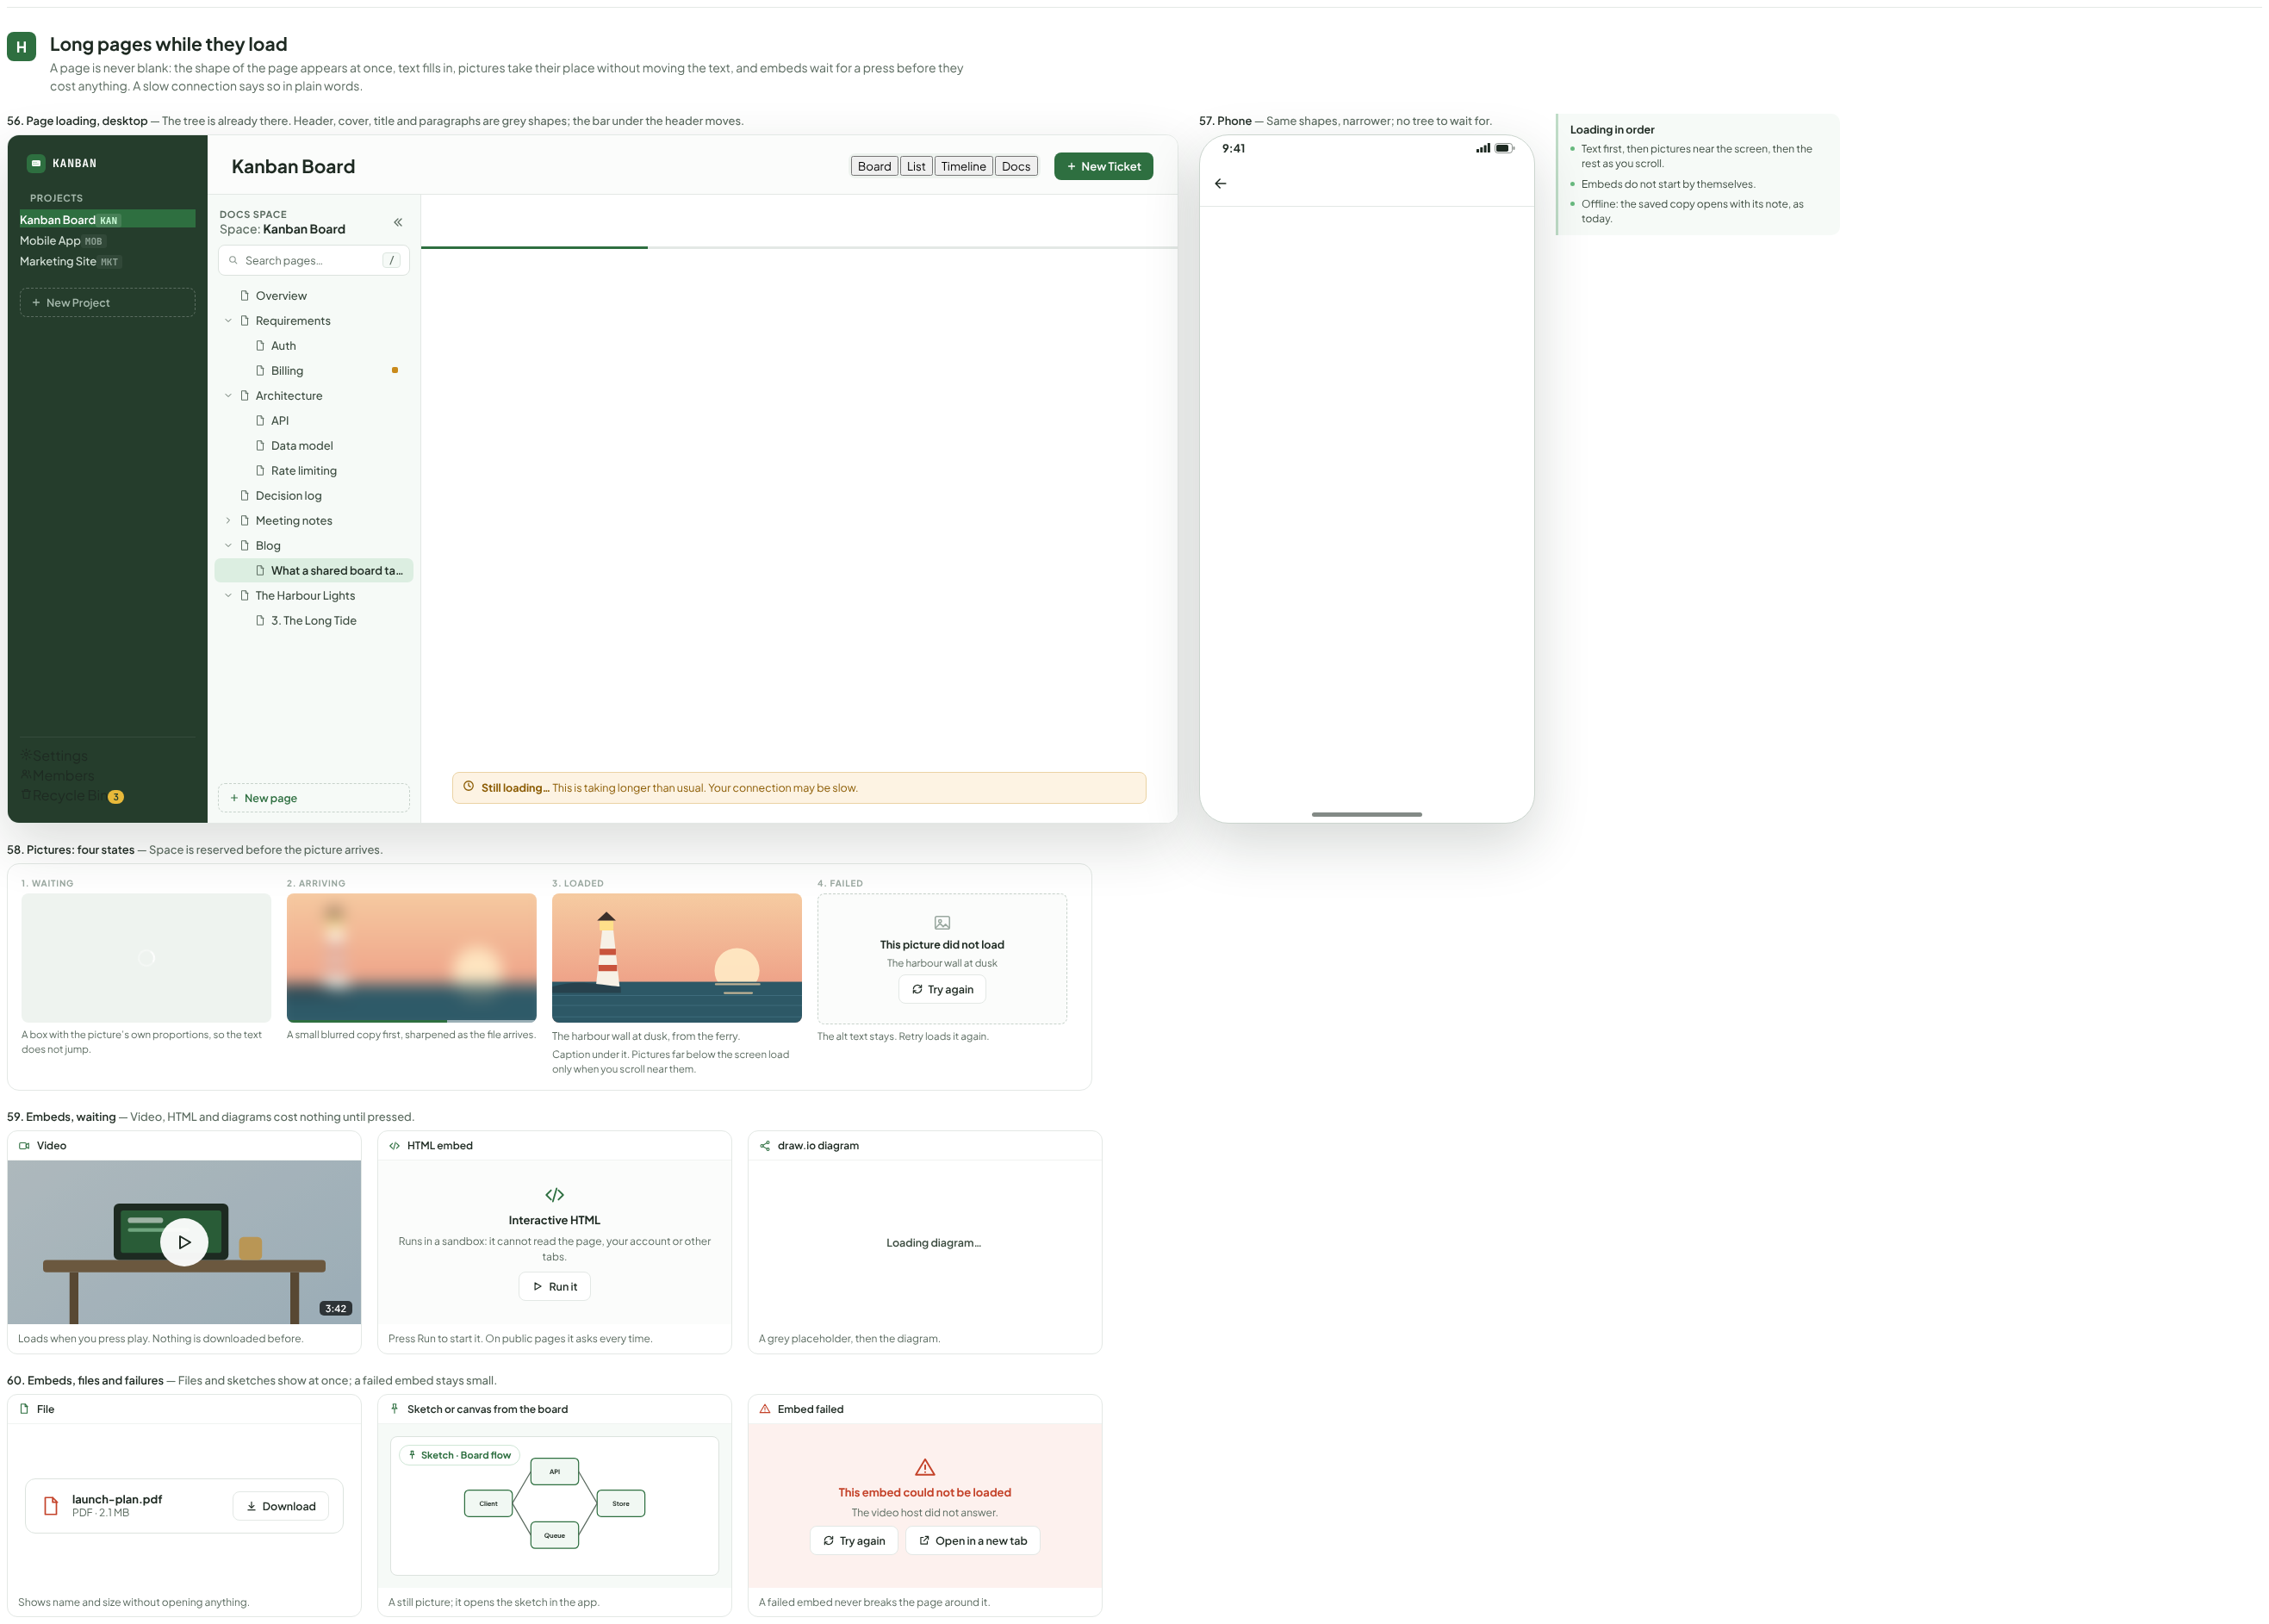 H
Long pages while they load
A page is never blank: the shape of the page appears at once, text fills in, pictures take their place without moving the text, and embeds wait for a press before they
cost anything. A slow connection says so in plain words.
56. Page loading, desktop — The tree is already there. Header, cover, title and paragraphs are grey shapes; the bar under the header moves.
KANBAN
PROJECTS
Kanban Board KAN
Mobile App MOB
Marketing Site MKT
+ New Project
Settings
Members
Recycle Bin 3
Kanban Board
Board List Timeline Docs
+ New Ticket
DOCS SPACE
Space: Kanban Board
Search pages… /
Overview
Requirements
Auth
Billing
Architecture
API
Data model
Rate limiting
Decision log
Meeting notes
Blog
What a shared board ta…
The Harbour Lights
3. The Long Tide
+ New page
Still loading… This is taking longer than usual. Your connection may be slow.
57. Phone — Same shapes, narrower; no tree to wait for.
9:41
Loading in order
Text first, then pictures near the screen, then the
rest as you scroll.
Embeds do not start by themselves.
Offline: the saved copy opens with its note, as
today.
58. Pictures: four states — Space is reserved before the picture arrives.
1. WAITING
A box with the picture's own proportions, so the text
does not jump.
2. ARRIVING
A small blurred copy first, sharpened as the file arrives.
3. LOADED
The harbour wall at dusk, from the ferry.
Caption under it. Pictures far below the screen load
only when you scroll near them.
4. FAILED
This picture did not load
The harbour wall at dusk
Try again
The alt text stays. Retry loads it again.
59. Embeds, waiting — Video, HTML and diagrams cost nothing until pressed.
Video
3:42
Loads when you press play. Nothing is downloaded before.
HTML embed
Interactive HTML
Runs in a sandbox: it cannot read the page, your account or other
tabs.
Run it
Press Run to start it. On public pages it asks every time.
draw.io diagram
Loading diagram…
A grey placeholder, then the diagram.
60. Embeds, files and failures — Files and sketches show at once; a failed embed stays small.
File
launch-plan.pdf
PDF · 2.1 MB
Download
Shows name and size without opening anything.
Sketch or canvas from the board
Sketch · Board flow
API
Client
Store
Queue
A still picture; it opens the sketch in the app.
Embed failed
This embed could not be loaded
The video host did not answer.
Try again
Open in a new tab
A failed embed never breaks the page around it.